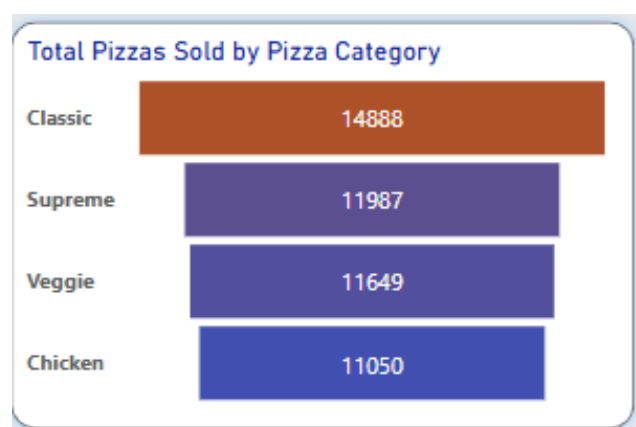 Total Pizzas Sold by Pizza Category
Classic 14888
Supreme 11987
Veggie 11649
Chicken 11050